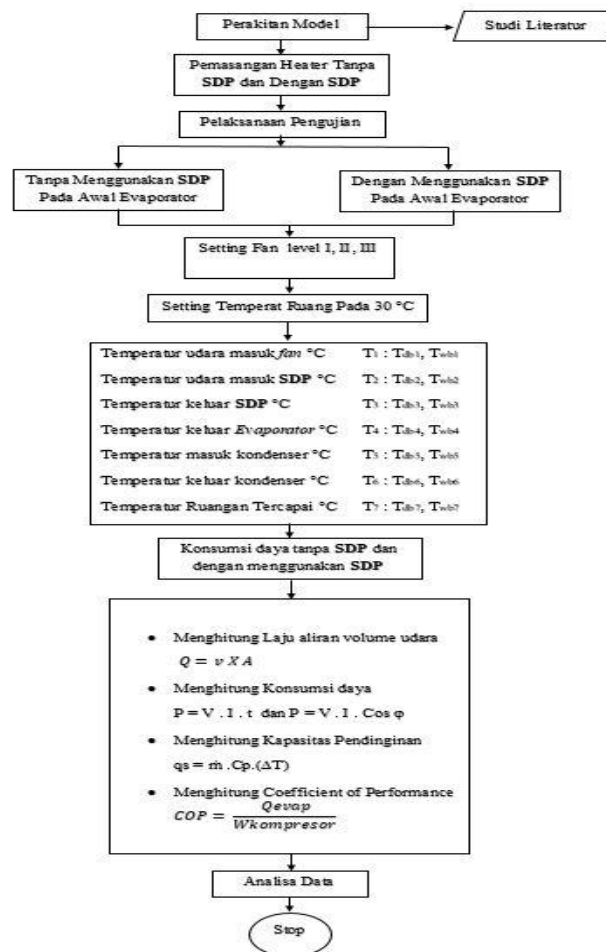 Perakitan Model
Studi Literatur
Pemasangan Heater Tanpa
SDP dan Dengan SDP
Pelaksanaan Pengujian
Tanpa Menggunakan SDP
Pada Awal Evaporator
Dengan Menggunakan SDP
Pada Awal Evaporator
Setting Fan level I, II, III
Setting Temperat Ruang Pada 30 °C
Temperatur udara masuk fan °C T1 : Tdb1, Twb1
Temperatur udara masuk SDP °C T2 : Tdb2, Twb2
Temperatur keluar SDP °C T3 : Tdb3, Twb3
Temperatur keluar Evaporator °C T4 : Tdb4, Twb4
Temperatur masuk kondenser °C T5 : Tdb5, Twb5
Temperatur keluar kondenser °C T6 : Tdb6, Twb6
Temperatur Ruangan Tercapai °C T7 : Tdb7, Twb7
Konsumsi daya tanpa SDP dan
dengan menggunakan SDP
• Menghitung Laju aliran volume udara
Q = v X A
• Menghitung Konsumsi daya
P = V . I . t dan P = V . I . Cos φ
• Menghitung Kapasitas Pendinginan
qs = ṁ .Cp.(ΔT)
• Menghitung Coefficient of Performance
COP = Qevap / Wkompresor
Analisa Data
Stop